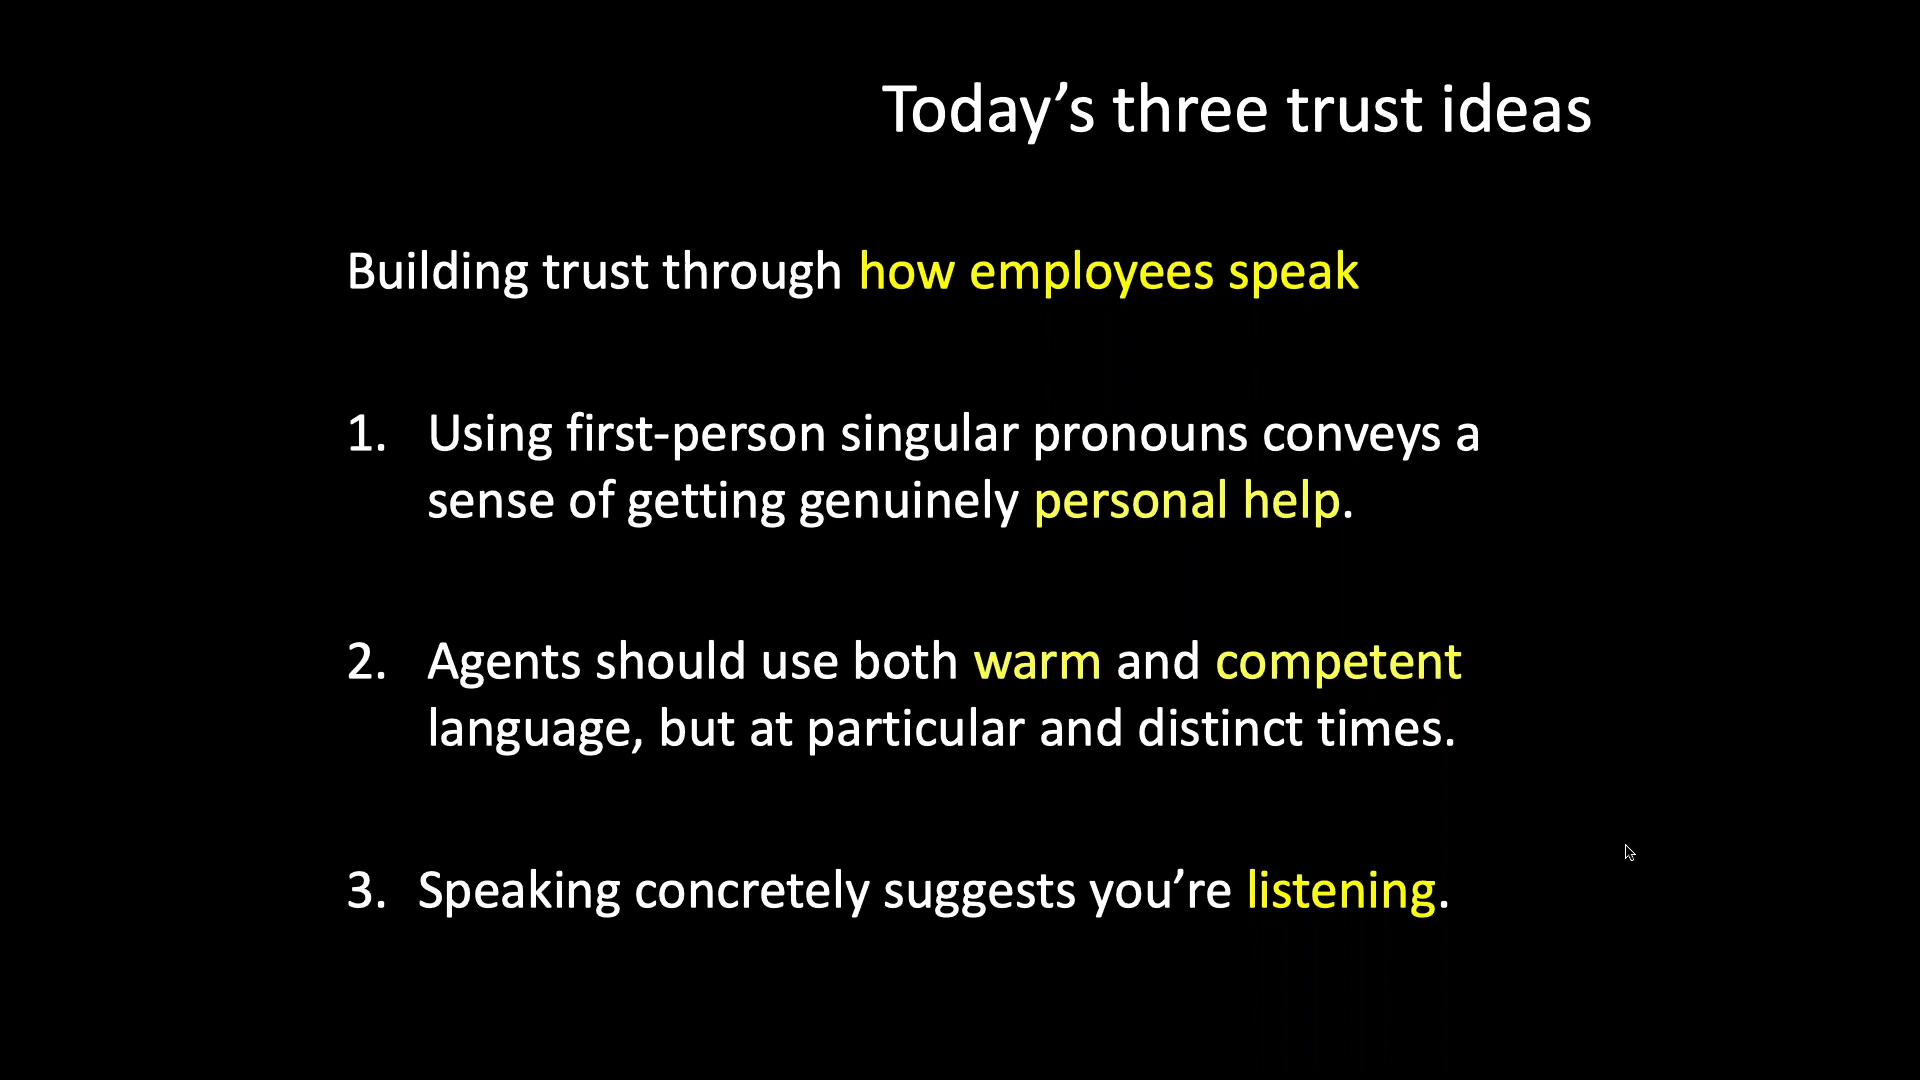 Today’s three trust ideas
Building trust through how employees speak
1. Using first-person singular pronouns conveys a
sense of getting genuinely personal help.
2. Agents should use both warm and competent
language, but at particular and distinct times.
3. Speaking concretely suggests you’re listening.